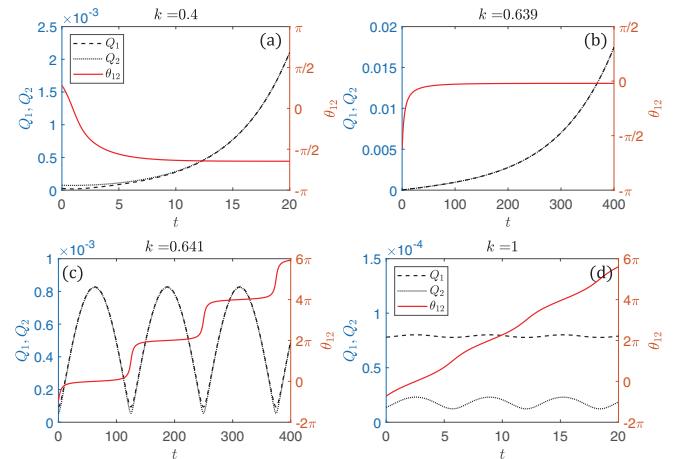 k =0.4
×10⁻³
2.5
2
1.5
1
0.5
0
Q₁, Q₂
Q₁
Q₂
θ₁₂
(a)
π
π/2
0
-π/2
-π
θ₁₂
0
5
10
15
20
t
k =0.639
0.02
0.015
0.01
0.005
0
Q₁, Q₂
(b)
π
π/2
0
-π/2
-π
θ₁₂
0
100
200
300
400
t
k =0.641
×10⁻³
1
0.8
0.6
0.4
0.2
0
Q₁, Q₂
(c)
6π
4π
2π
0
-2π
θ₁₂
0
100
200
300
400
t
k =1
×10⁻⁴
1.5
1
0.5
0
Q₁, Q₂
Q₁
Q₂
θ₁₂
(d)
6π
4π
2π
0
-2π
θ₁₂
0
5
10
15
20
t